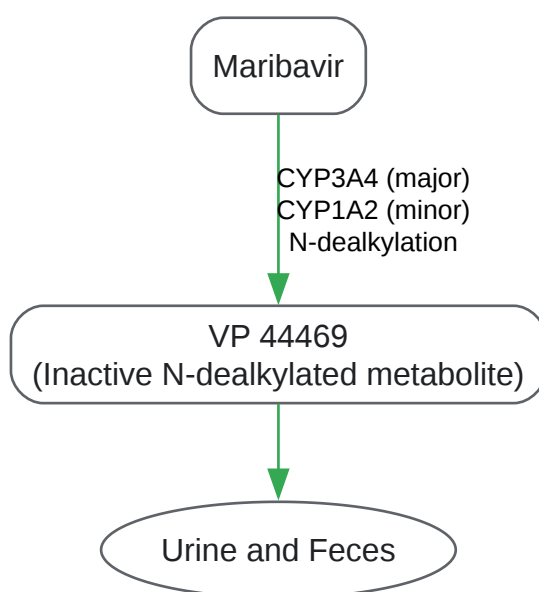 Maribavir
CYP3A4 (major)
CYP1A2 (minor)
N-dealkylation
VP 44469
(Inactive N-dealkylated metabolite)
Urine and Feces